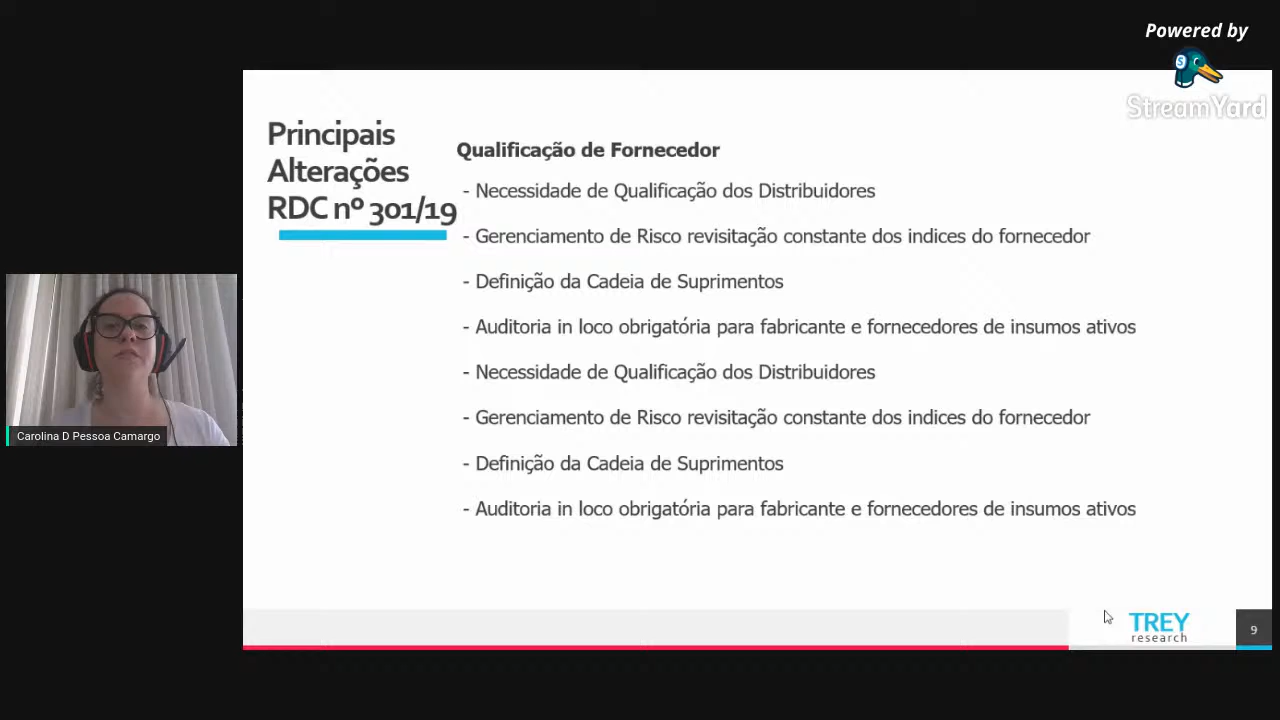 Powered by
StreamYard
Principais
Alterações
RDC nº 301/19
Qualificação de Fornecedor
- Necessidade de Qualificação dos Distribuidores
- Gerenciamento de Risco revisitação constante dos indices do fornecedor
- Definição da Cadeia de Suprimentos
- Auditoria in loco obrigatória para fabricante e fornecedores de insumos ativos
- Necessidade de Qualificação dos Distribuidores
- Gerenciamento de Risco revisitação constante dos indices do fornecedor
- Definição da Cadeia de Suprimentos
- Auditoria in loco obrigatória para fabricante e fornecedores de insumos ativos
Carolina D Pessoa Camargo
TREY
research
9